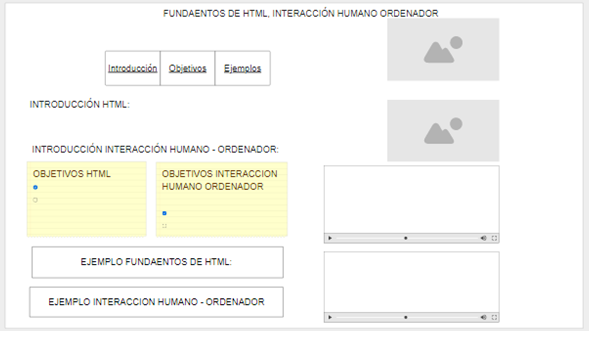 FUNDAENTOS DE HTML, INTERACCIÓN HUMANO ORDENADOR
Introducción Objetivos Ejemplos
INTRODUCCIÓN HTML:
INTRODUCCIÓN INTERACCIÓN HUMANO - ORDENADOR:
OBJETIVOS HTML
OBJETIVOS INTERACCION
HUMANO ORDENADOR
EJEMPLO FUNDAENTOS DE HTML:
EJEMPLO INTERACCION HUMANO - ORDENADOR